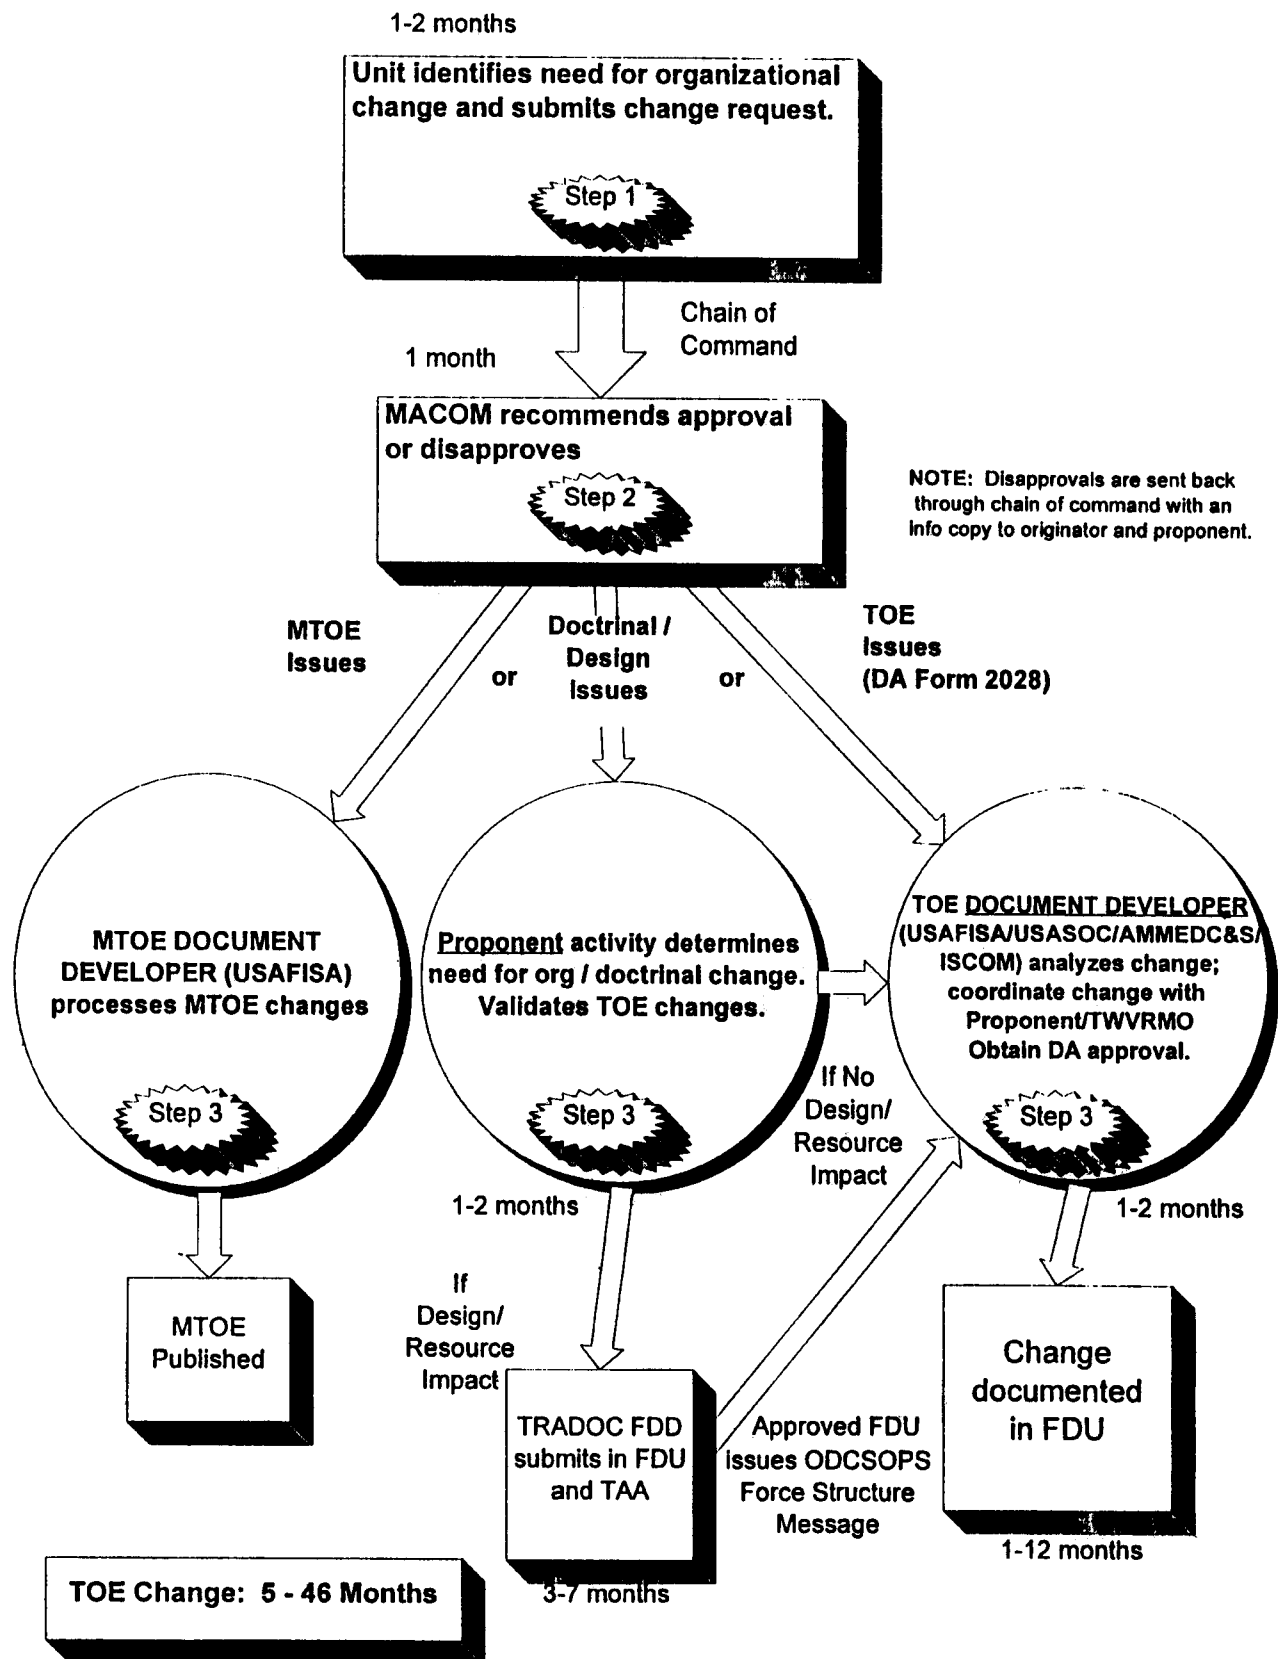 1-2 months
Unit identifies need for organizational
change and submits change request.
Step 1
Chain of
Command
1 month
MACOM recommends approval
or disapproves
Step 2
NOTE: Disapprovals are sent back
through chain of command with an
Info copy to originator and proponent.
MTOE
Issues
or
Doctrinal /
Design
Issues
or
TOE
Issues
(DA Form 2028)
MTOE DOCUMENT
DEVELOPER (USAFISA)
processes MTOE changes
Step 3
Proponent activity determines
need for org / doctrinal change.
Validates TOE changes.
Step 3
TOE DOCUMENT DEVELOPER
(USAFISA/USASOC/AMMEDC&S/
ISCOM) analyzes change;
coordinate change with
Proponent/TWVRMO
Obtain DA approval.
Step 3
If No
Design/
Resource
Impact
1-2 months
1-2 months
MTOE
Published
If
Design/
Resource
Impact
TRADOC FDD
submits in FDU
and TAA
3-7 months
Approved FDU
issues ODCSOPS
Force Structure
Message
Change
documented
in FDU
1-12 months
TOE Change: 5 - 46 Months